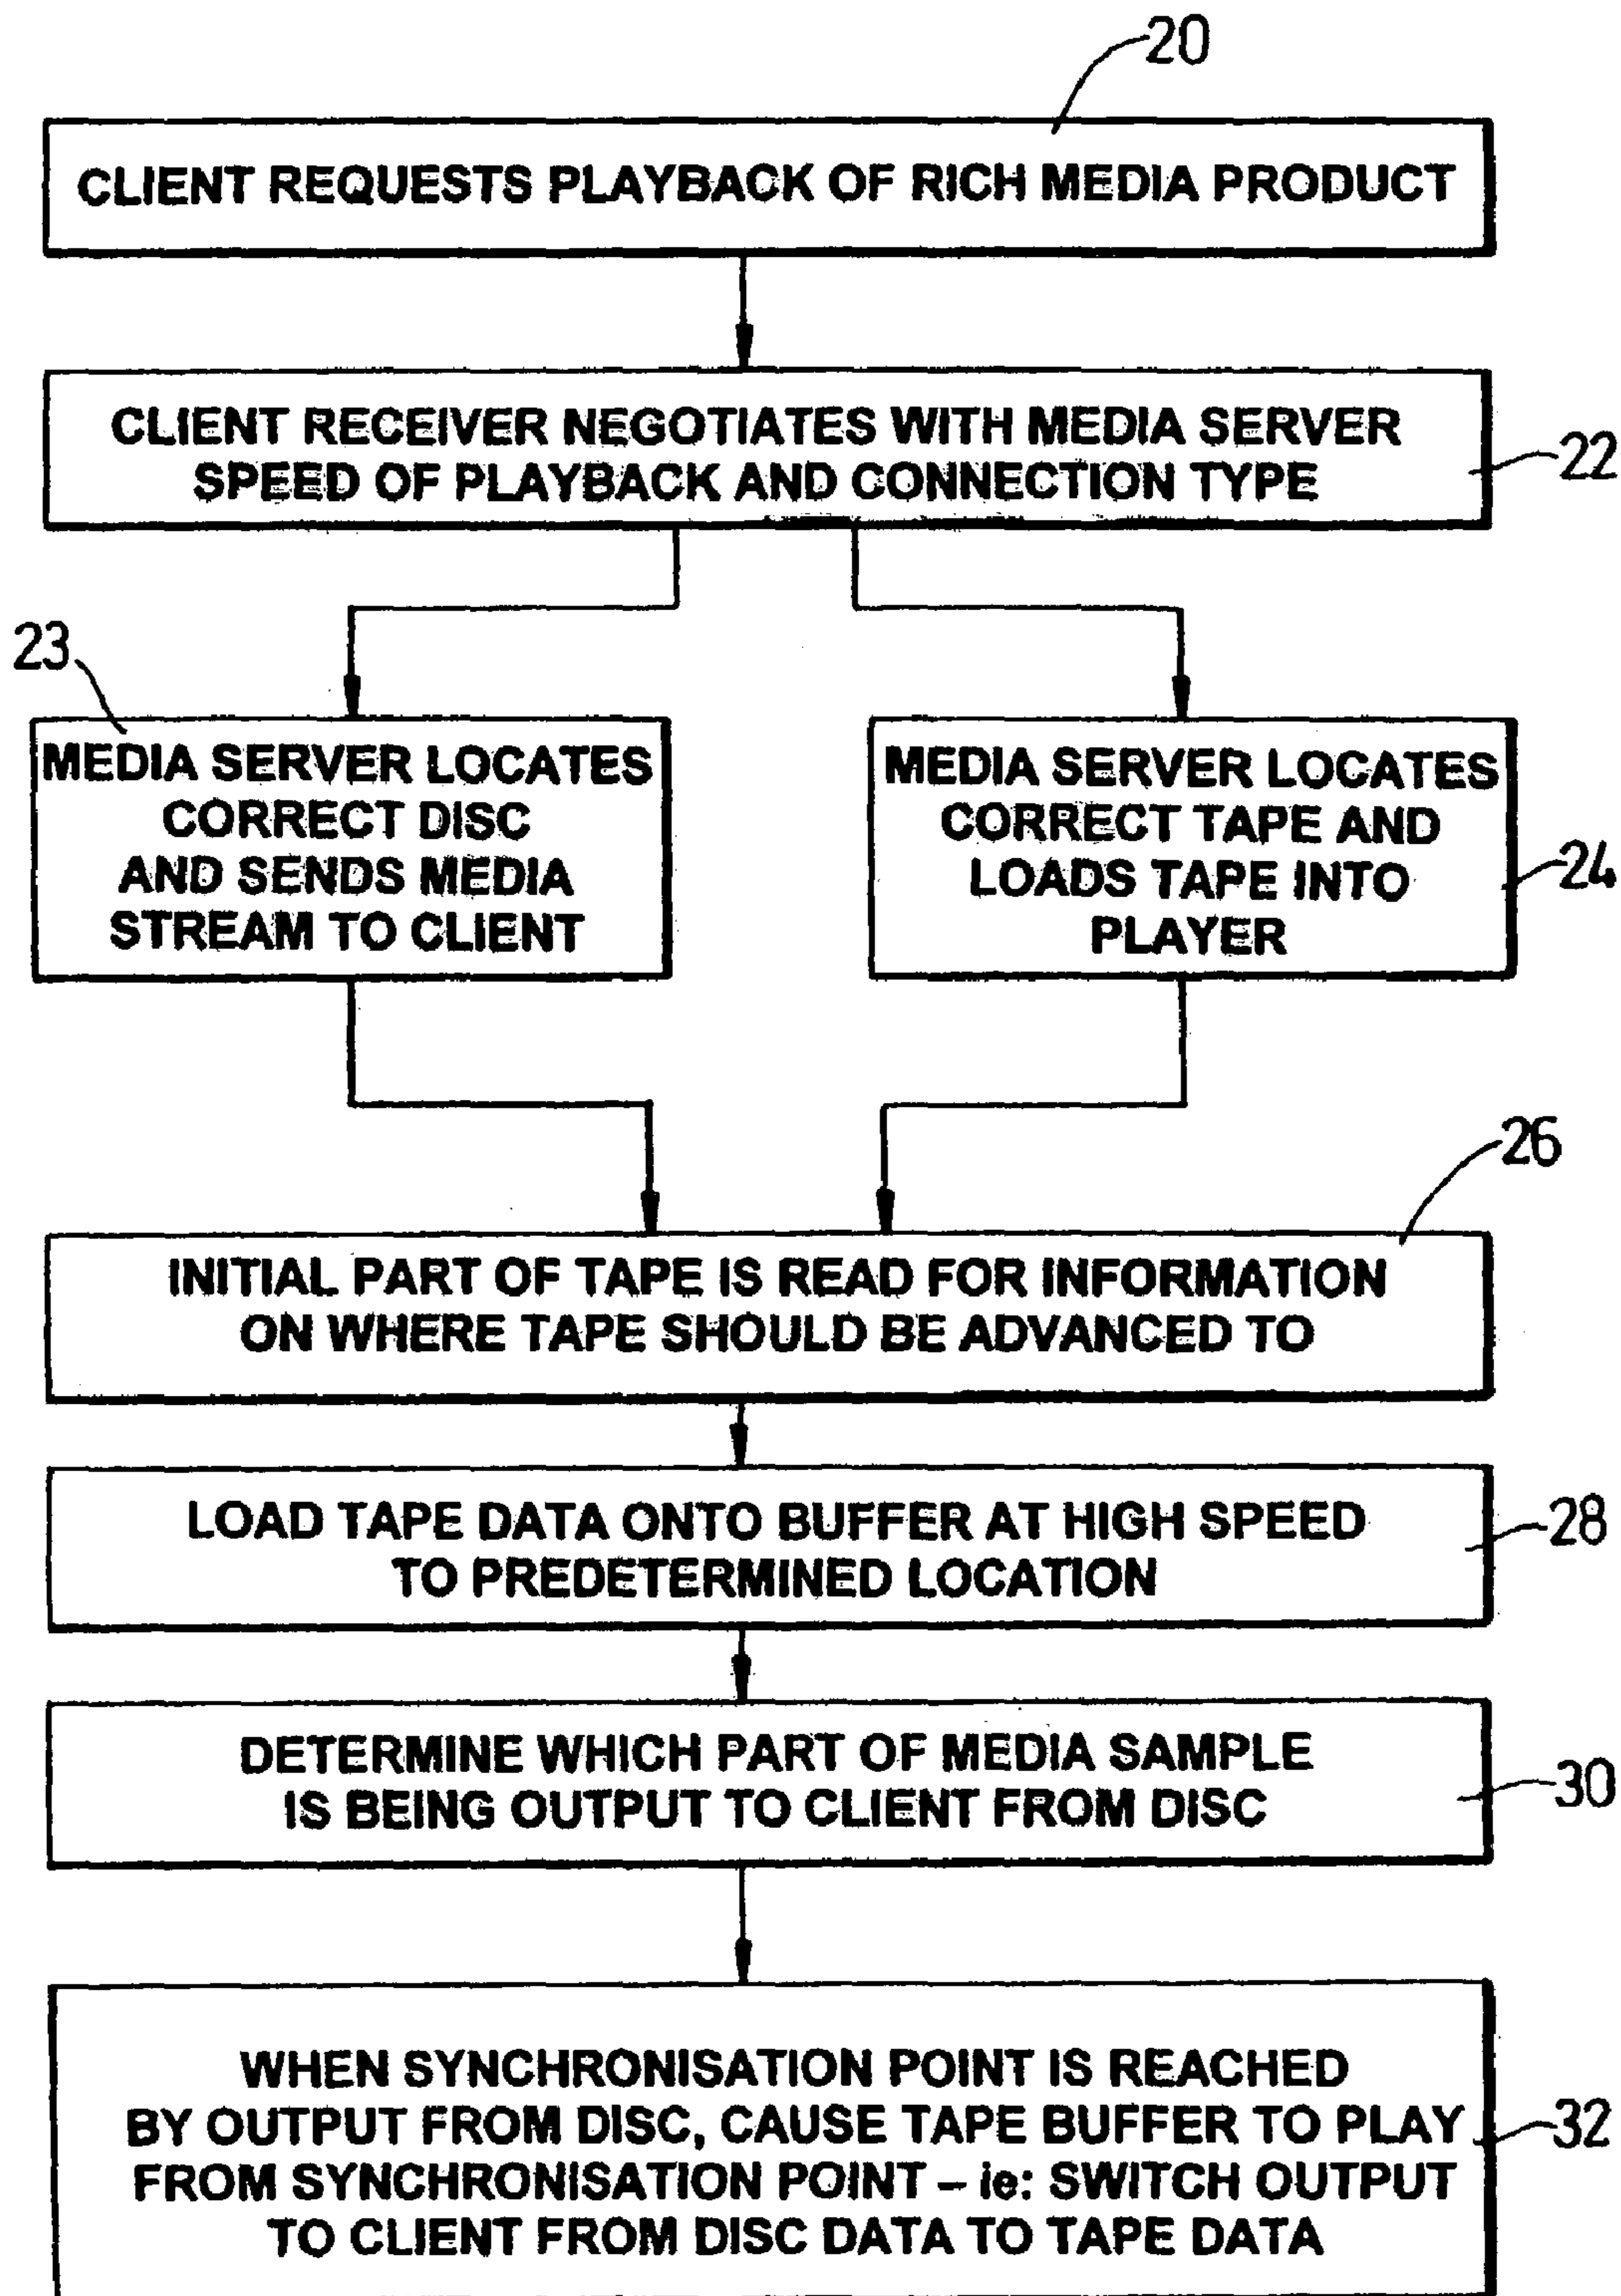 20
CLIENT REQUESTS PLAYBACK OF RICH MEDIA PRODUCT
CLIENT RECEIVER NEGOTIATES WITH MEDIA SERVER
SPEED OF PLAYBACK AND CONNECTION TYPE
22
23
MEDIA SERVER LOCATES
CORRECT DISC
AND SENDS MEDIA
STREAM TO CLIENT
MEDIA SERVER LOCATES
CORRECT TAPE AND
LOADS TAPE INTO
PLAYER
24
26
INITIAL PART OF TAPE IS READ FOR INFORMATION
ON WHERE TAPE SHOULD BE ADVANCED TO
LOAD TAPE DATA ONTO BUFFER AT HIGH SPEED
TO PREDETERMINED LOCATION
28
DETERMINE WHICH PART OF MEDIA SAMPLE
IS BEING OUTPUT TO CLIENT FROM DISC
30
WHEN SYNCHRONISATION POINT IS REACHED
BY OUTPUT FROM DISC, CAUSE TAPE BUFFER TO PLAY
FROM SYNCHRONISATION POINT – ie: SWITCH OUTPUT
TO CLIENT FROM DISC DATA TO TAPE DATA
32